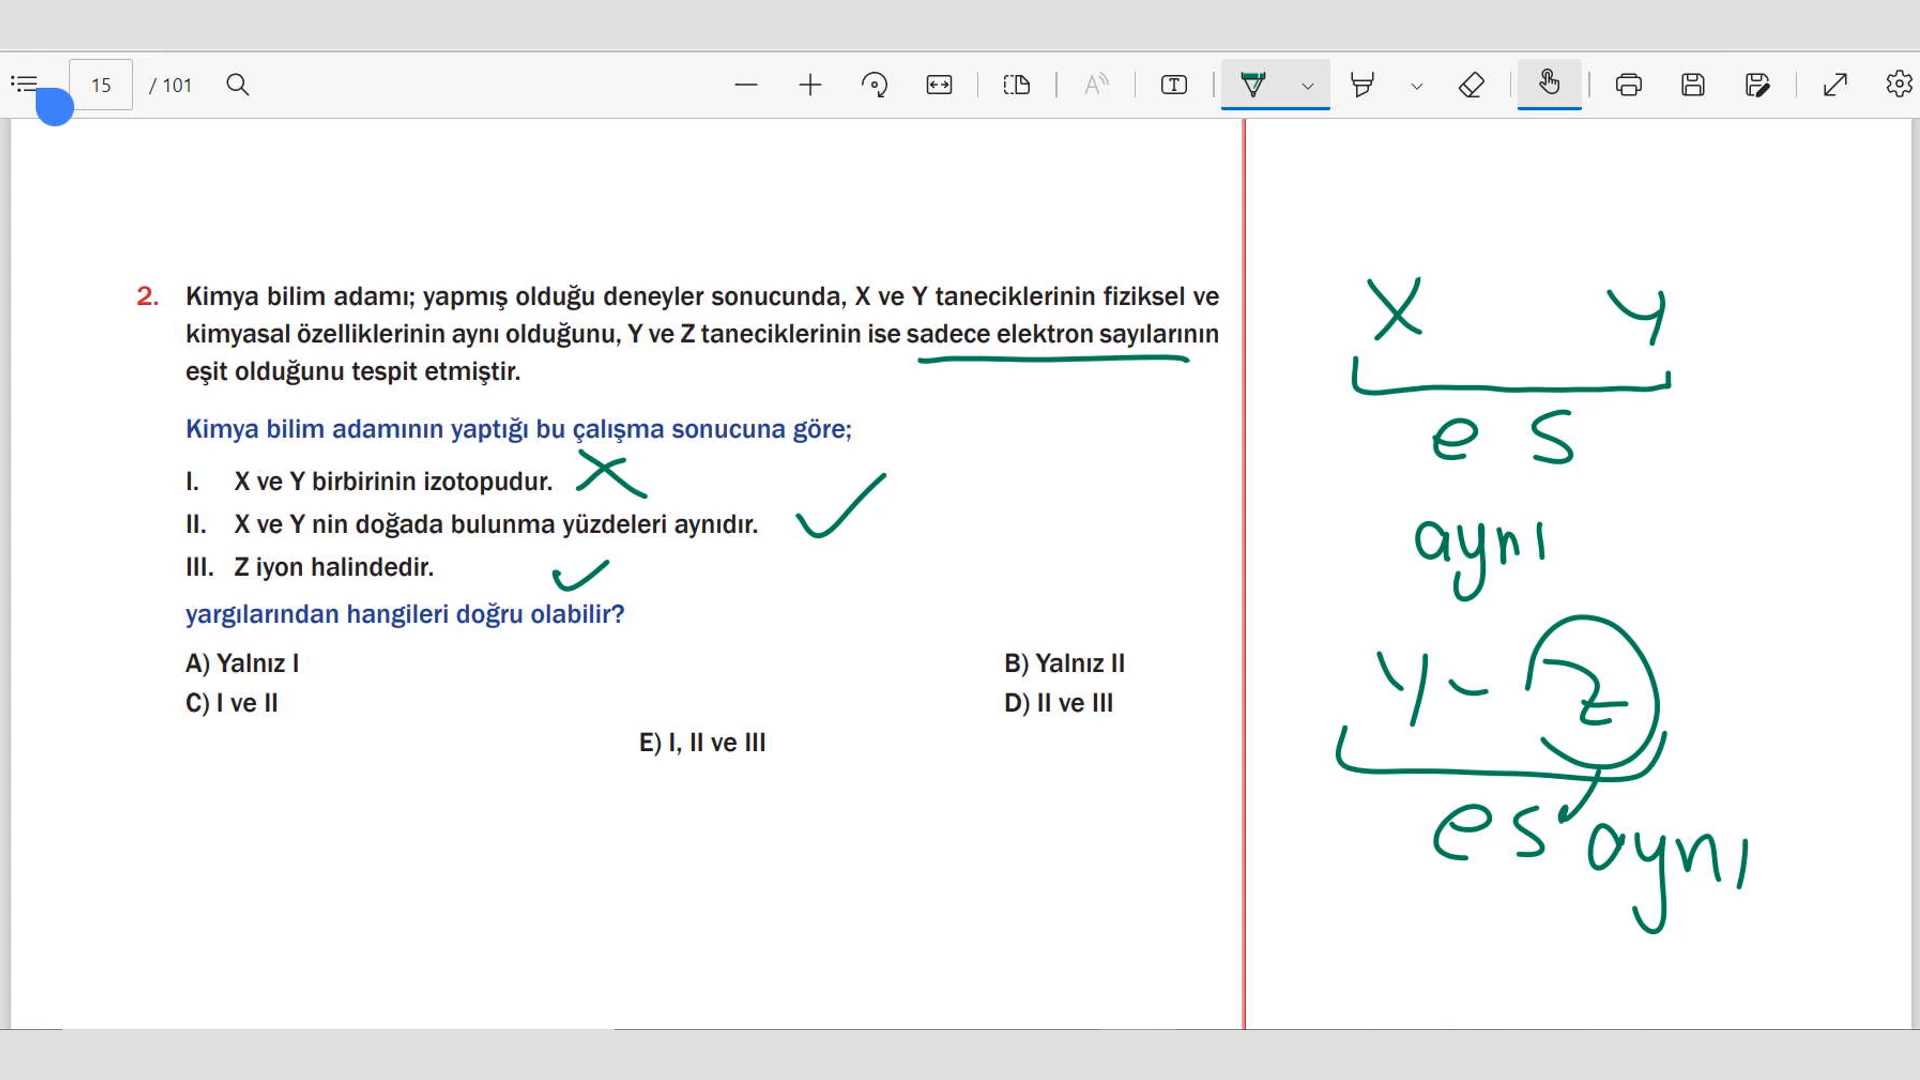 15 / 101
2. Kimya bilim adamı; yapmış olduğu deneyler sonucunda, X ve Y taneciklerinin fiziksel ve
kimyasal özelliklerinin aynı olduğunu, Y ve Z taneciklerinin ise sadece elektron sayılarının
eşit olduğunu tespit etmiştir.
Kimya bilim adamının yaptığı bu çalışma sonucuna göre;
I. X ve Y birbirinin izotopudur.
II. X ve Y nin doğada bulunma yüzdeleri aynıdır.
III. Z iyon halindedir.
yargılarından hangileri doğru olabilir?
A) Yalnız I
B) Yalnız II
C) I ve II
D) II ve III
E) I, II ve III
X Y
e s
aynı
Y - Z
es aynı